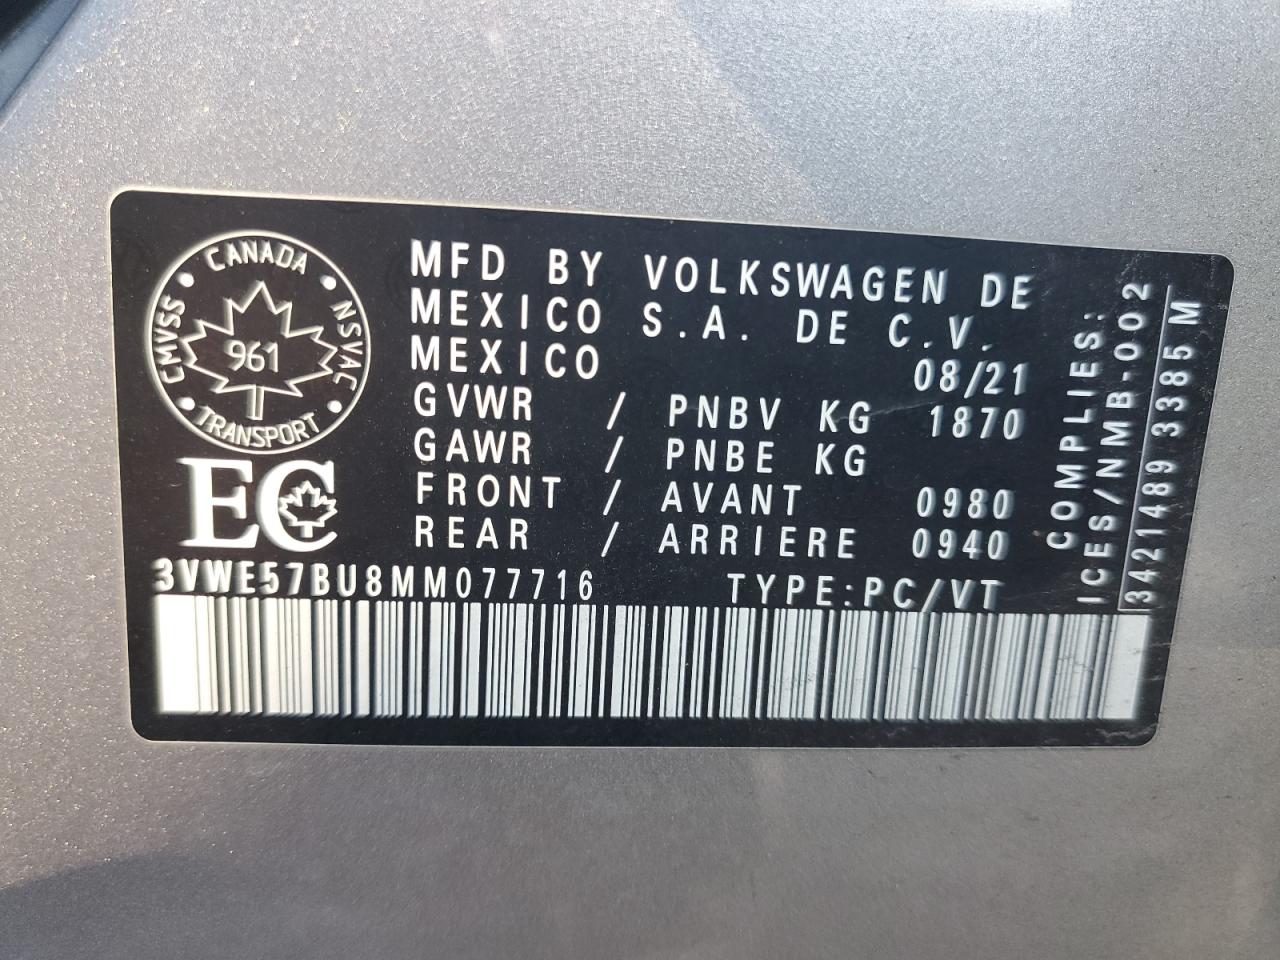 CANADA
CMVSS
NSVAC
961
TRANSPORT
EC
MFD BY VOLKSWAGEN DE
MEXICO S.A. DE C.V.
MEXICO 08/21
GVWR / PNBV KG 1870
GAWR / PNBE KG
FRONT / AVANT 0980
REAR / ARRIERE 0940
3VWE57BU8MM077716 TYPE:PC/VT
COMPLIES:
ICES/NMB-002
3421489 3385 M